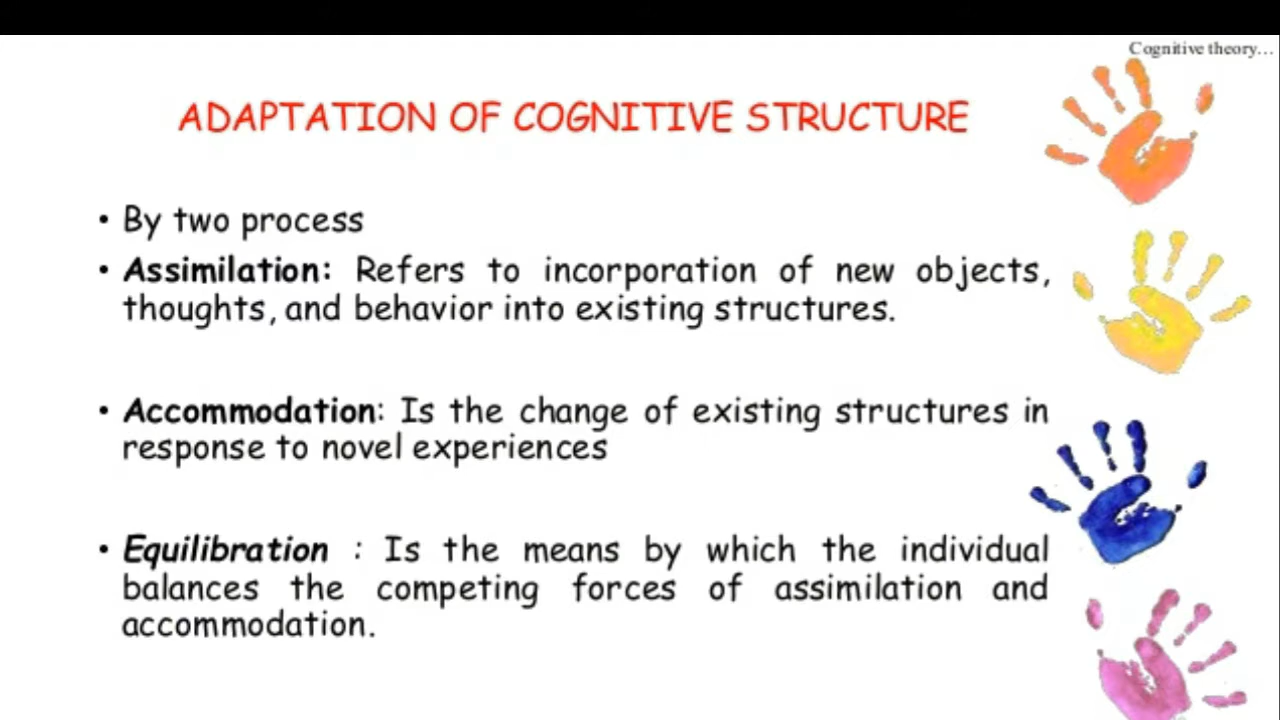 Cognitive theory...
ADAPTATION OF COGNITIVE STRUCTURE
• By two process
• Assimilation: Refers to incorporation of new objects,
thoughts, and behavior into existing structures.
• Accommodation: Is the change of existing structures in
response to novel experiences
• Equilibration : Is the means by which the individual
balances the competing forces of assimilation and
accommodation.